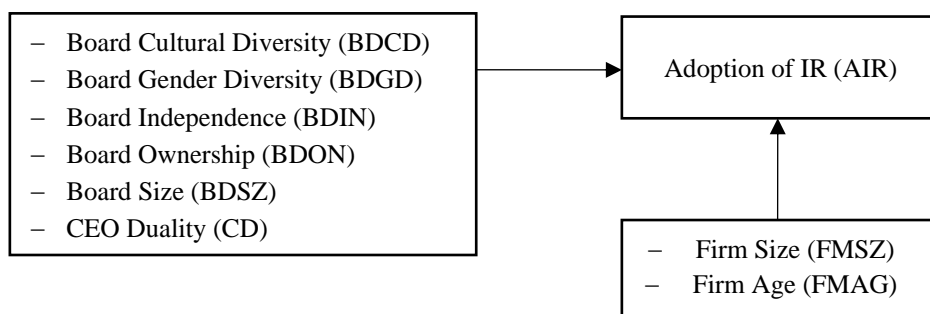 – Board Cultural Diversity (BDCD)
– Board Gender Diversity (BDGD)
– Board Independence (BDIN)
– Board Ownership (BDON)
– Board Size (BDSZ)
– CEO Duality (CD)
Adoption of IR (AIR)
– Firm Size (FMSZ)
– Firm Age (FMAG)